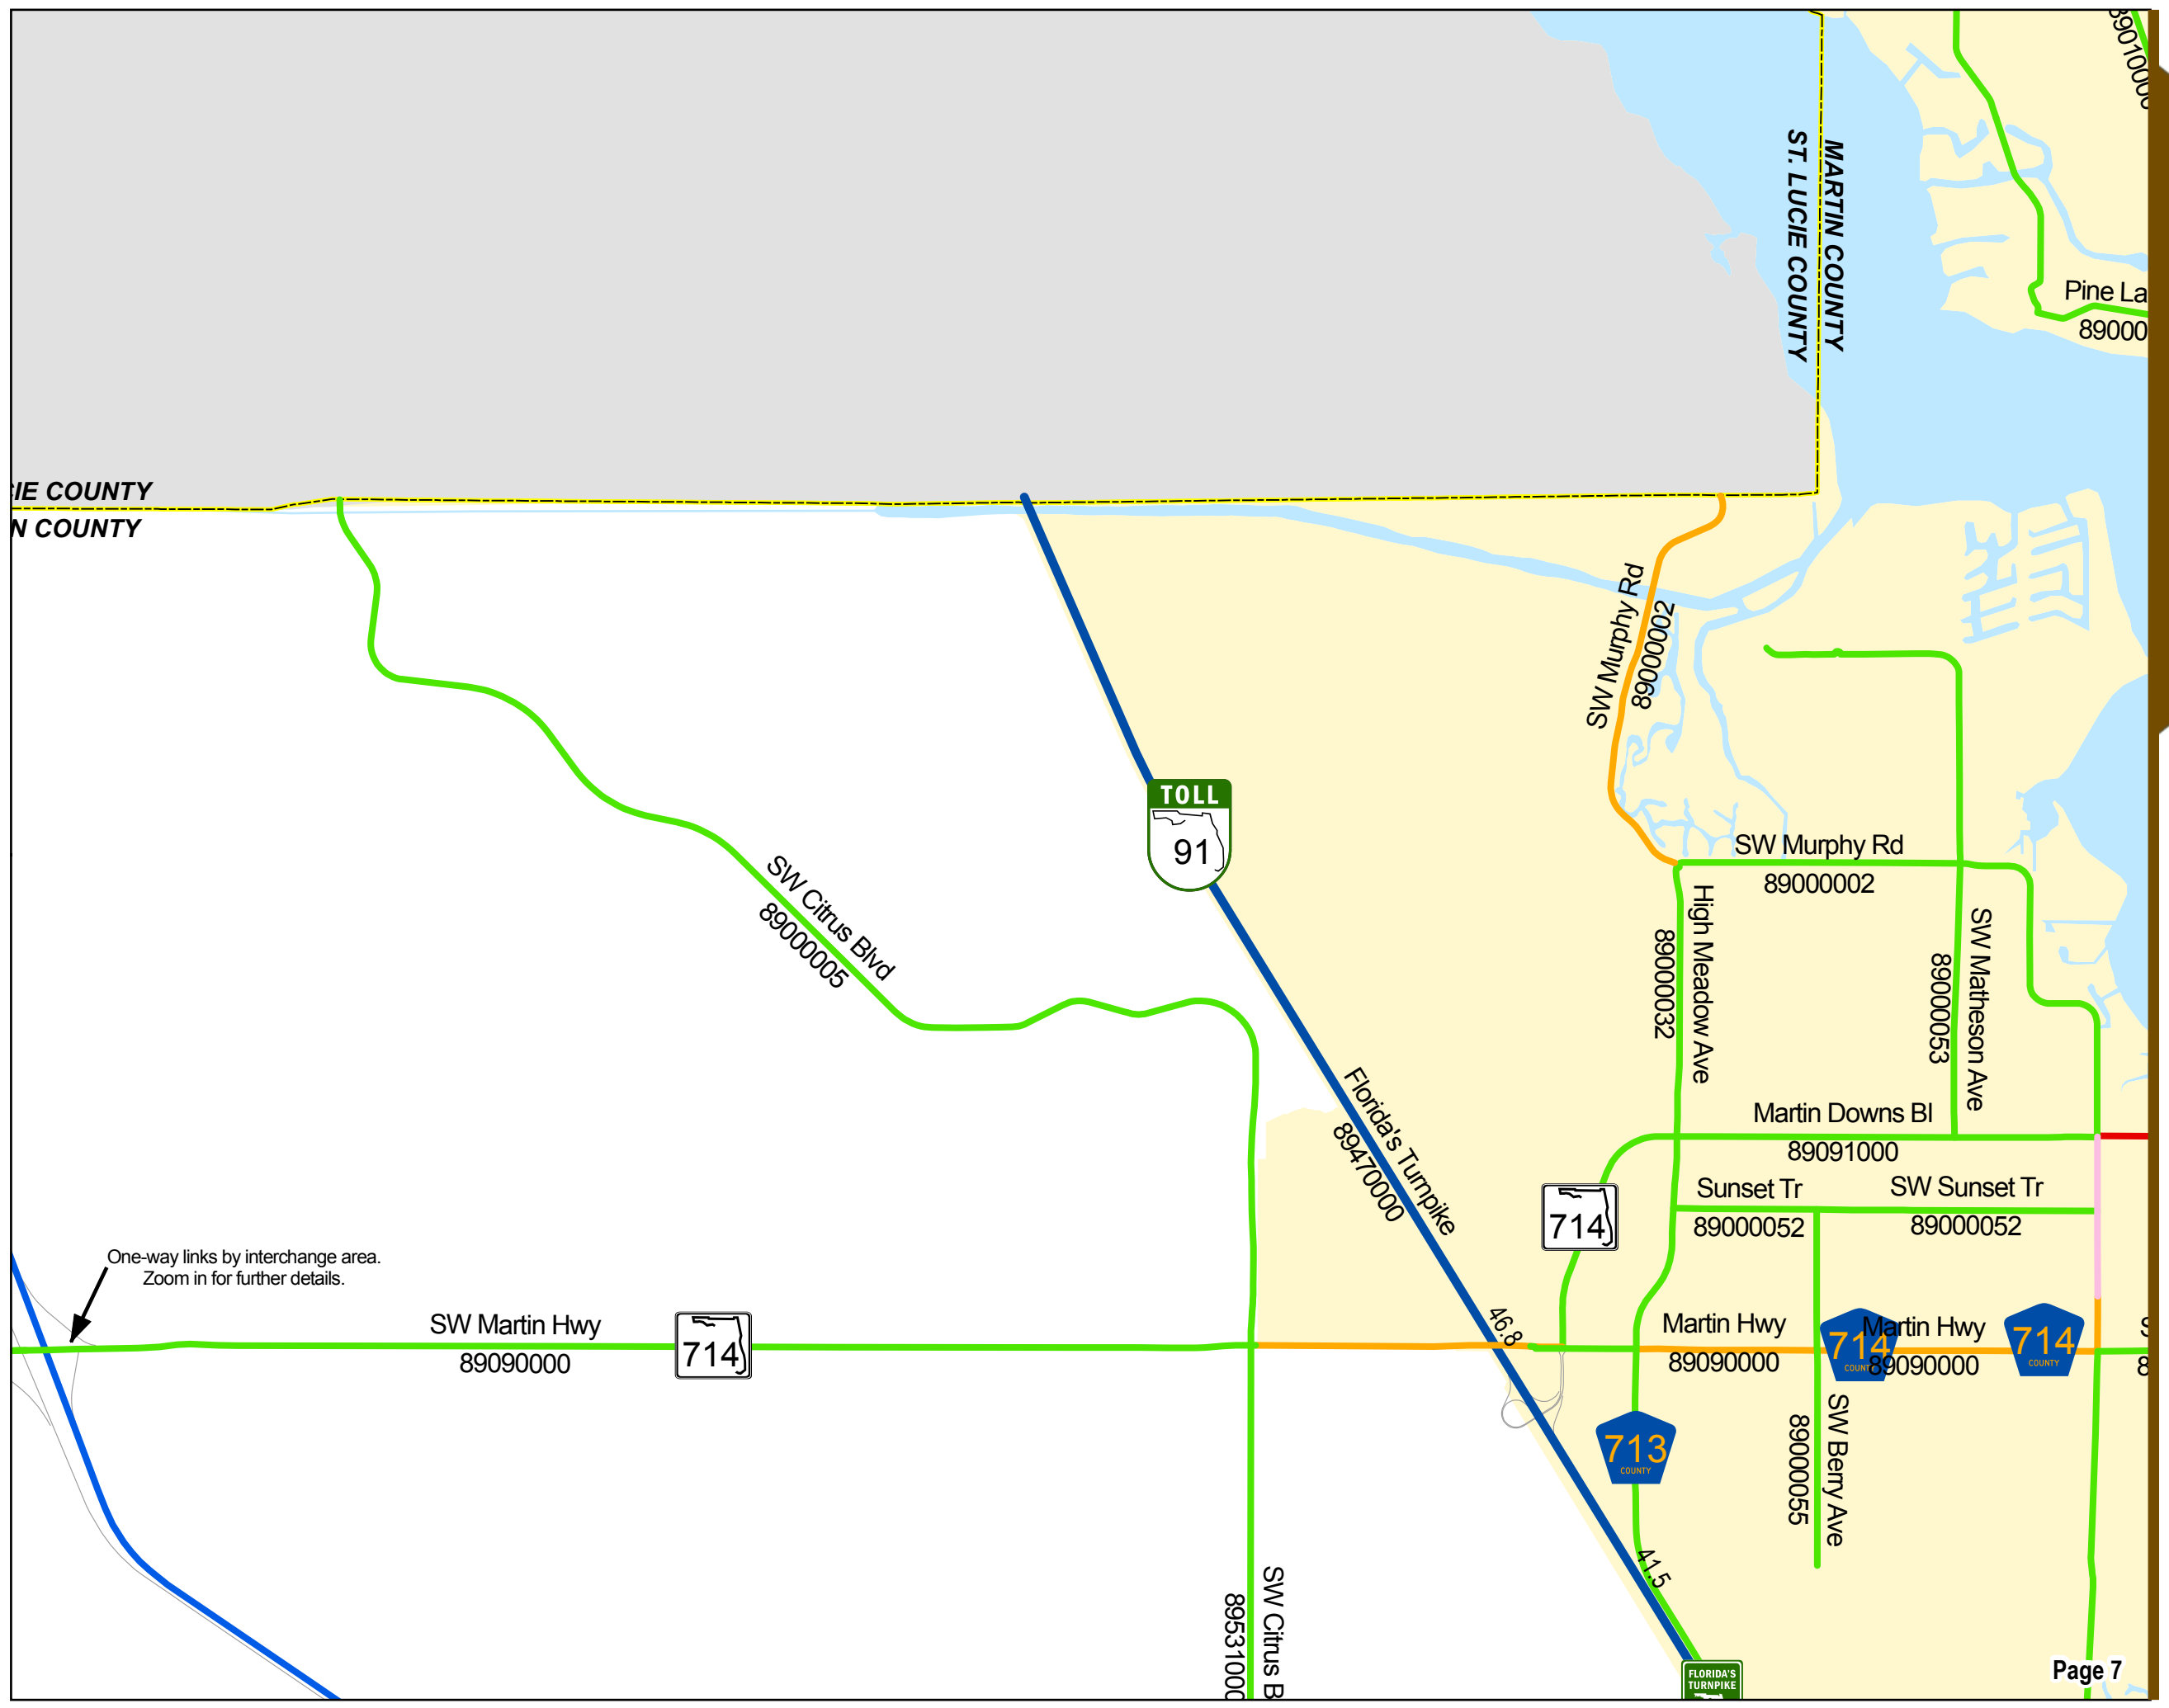 8901000
MARTIN COUNTY
ST. LUCIE COUNTY
Pine La
89000
IE COUNTY
N COUNTY
SW Murphy Rd
89000002
TOLL
91
SW Murphy Rd
89000002
SW Citrus Blvd
89000005
High Meadow Ave
89000032
SW Matheson Ave
89000053
Florida's Turnpike
89470000
Martin Downs Bl
89091000
Sunset Tr
89000052
SW Sunset Tr
89000052
714
One-way links by interchange area.
Zoom in for further details.
SW Martin Hwy
89090000
714
46.8
Martin Hwy
89090000
714
COUNTY
Martin Hwy
89090000
714
COUNTY
S
8
713
COUNTY
SW Berry Ave
89000055
41.5
SW Citrus B
8953100
FLORIDA'S
TURNPIKE
Page 7